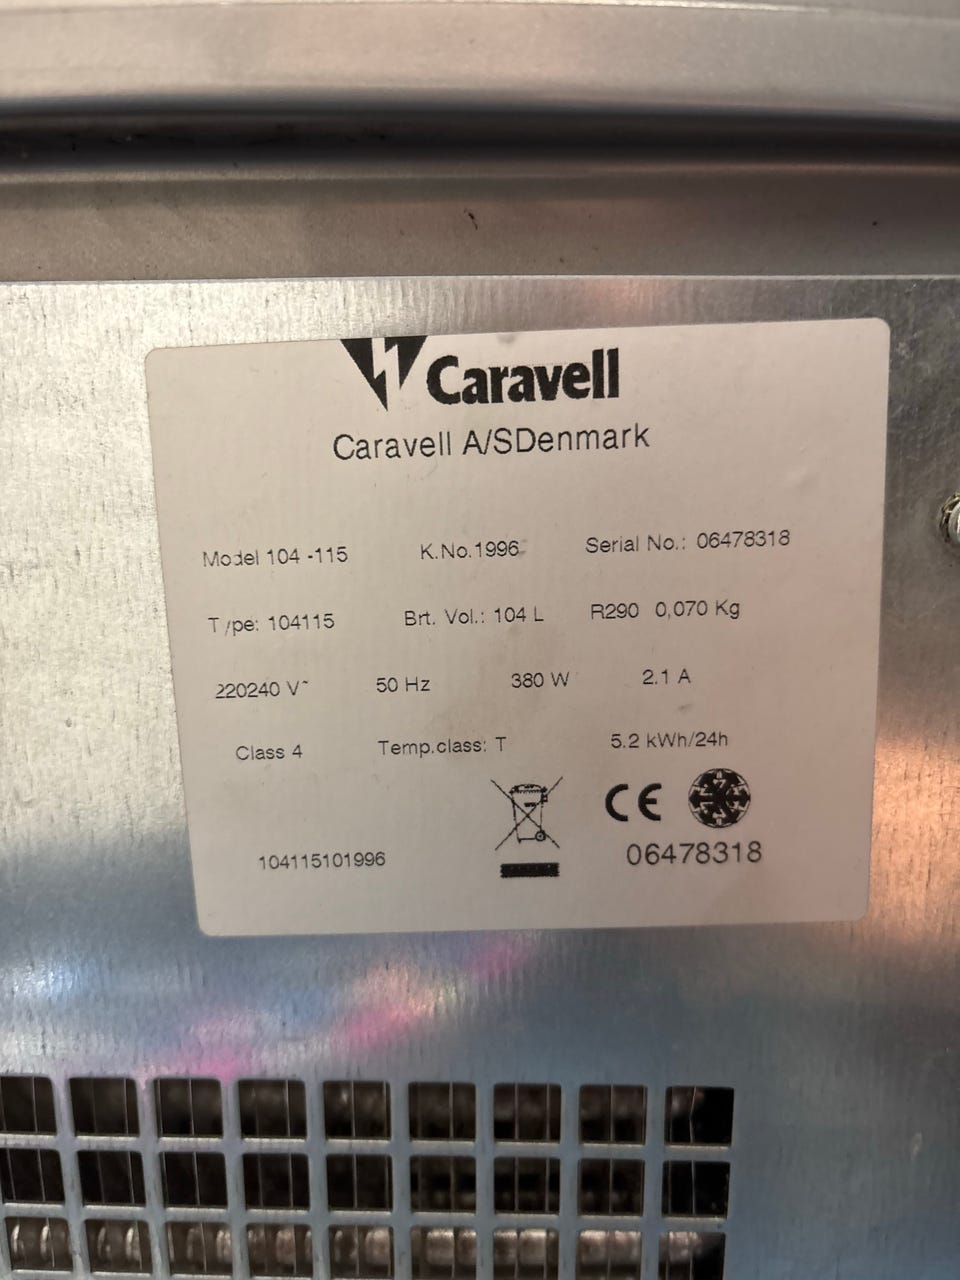 Caravell
Caravell A/SDenmark
Model 104 -115 K.No.1996 Serial No.: 06478318
Type: 104115 Brt. Vol.: 104 L R290 0,070 Kg
220240 V~ 50 Hz 380 W 2.1 A
Class 4 Temp.class: T 5.2 kWh/24h
CE
104115101996 06478318